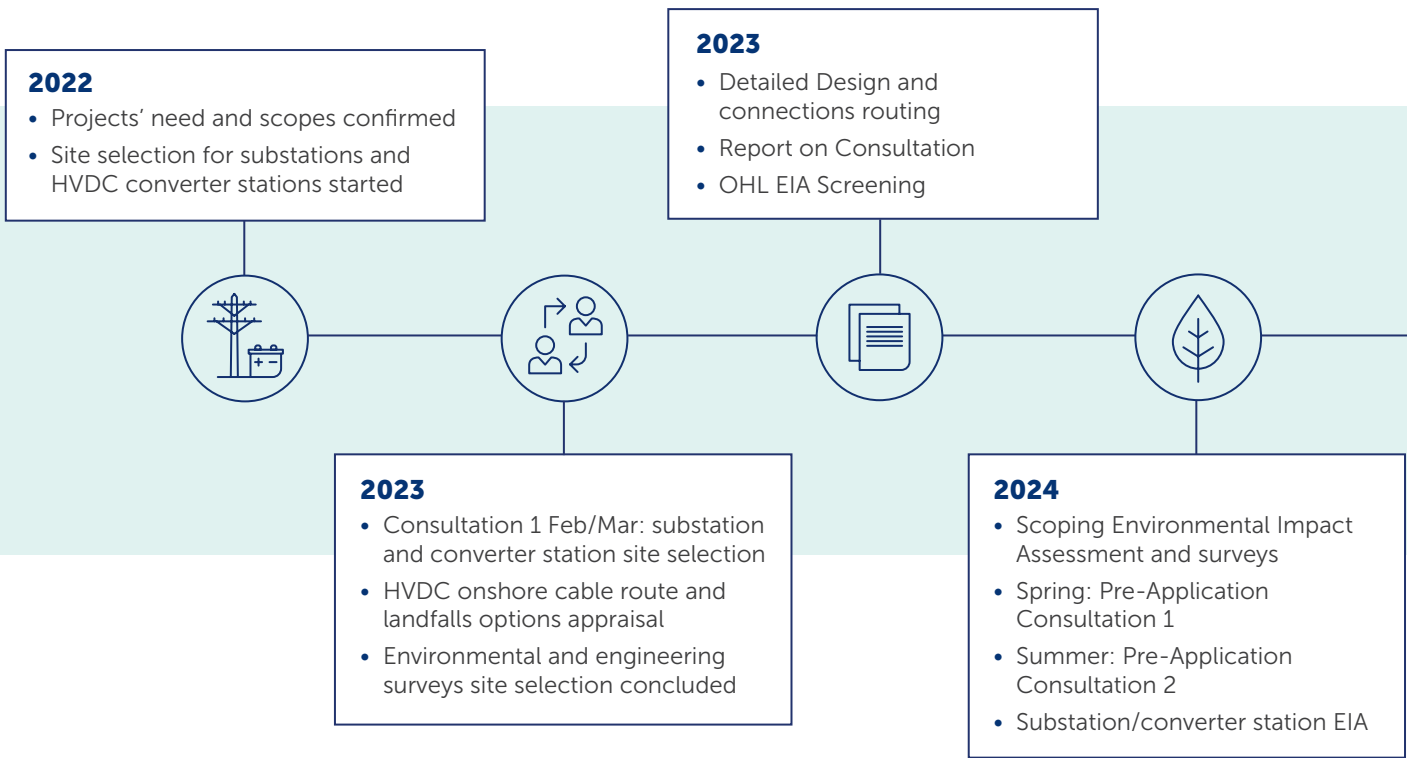 2022
• Projects’ need and scopes confirmed
• Site selection for substations and
HVDC converter stations started
2023
• Consultation 1 Feb/Mar: substation
and converter station site selection
• HVDC onshore cable route and
landfalls options appraisal
• Environmental and engineering
surveys site selection concluded
2023
• Detailed Design and
connections routing
• Report on Consultation
• OHL EIA Screening
2024
• Scoping Environmental Impact
Assessment and surveys
• Spring: Pre-Application
Consultation 1
• Summer: Pre-Application
Consultation 2
• Substation/converter station EIA